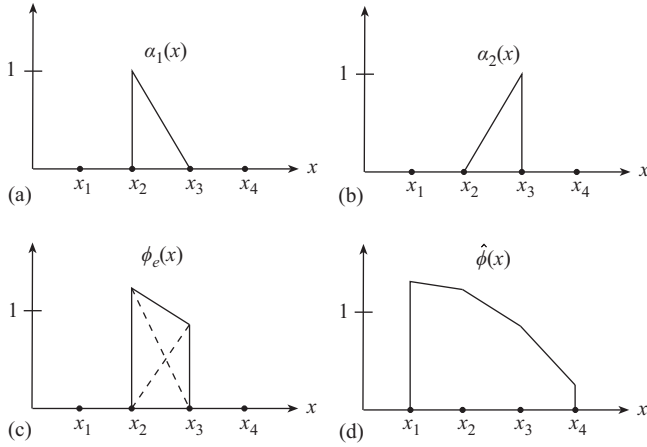 α₁(x)
1
x
x₁ x₂ x₃ x₄
(a)
α₂(x)
1
x
x₁ x₂ x₃ x₄
(b)
ϕₑ(x)
1
x
x₁ x₂ x₃ x₄
(c)
ϕ̂(x)
1
x
x₁ x₂ x₃ x₄
(d)